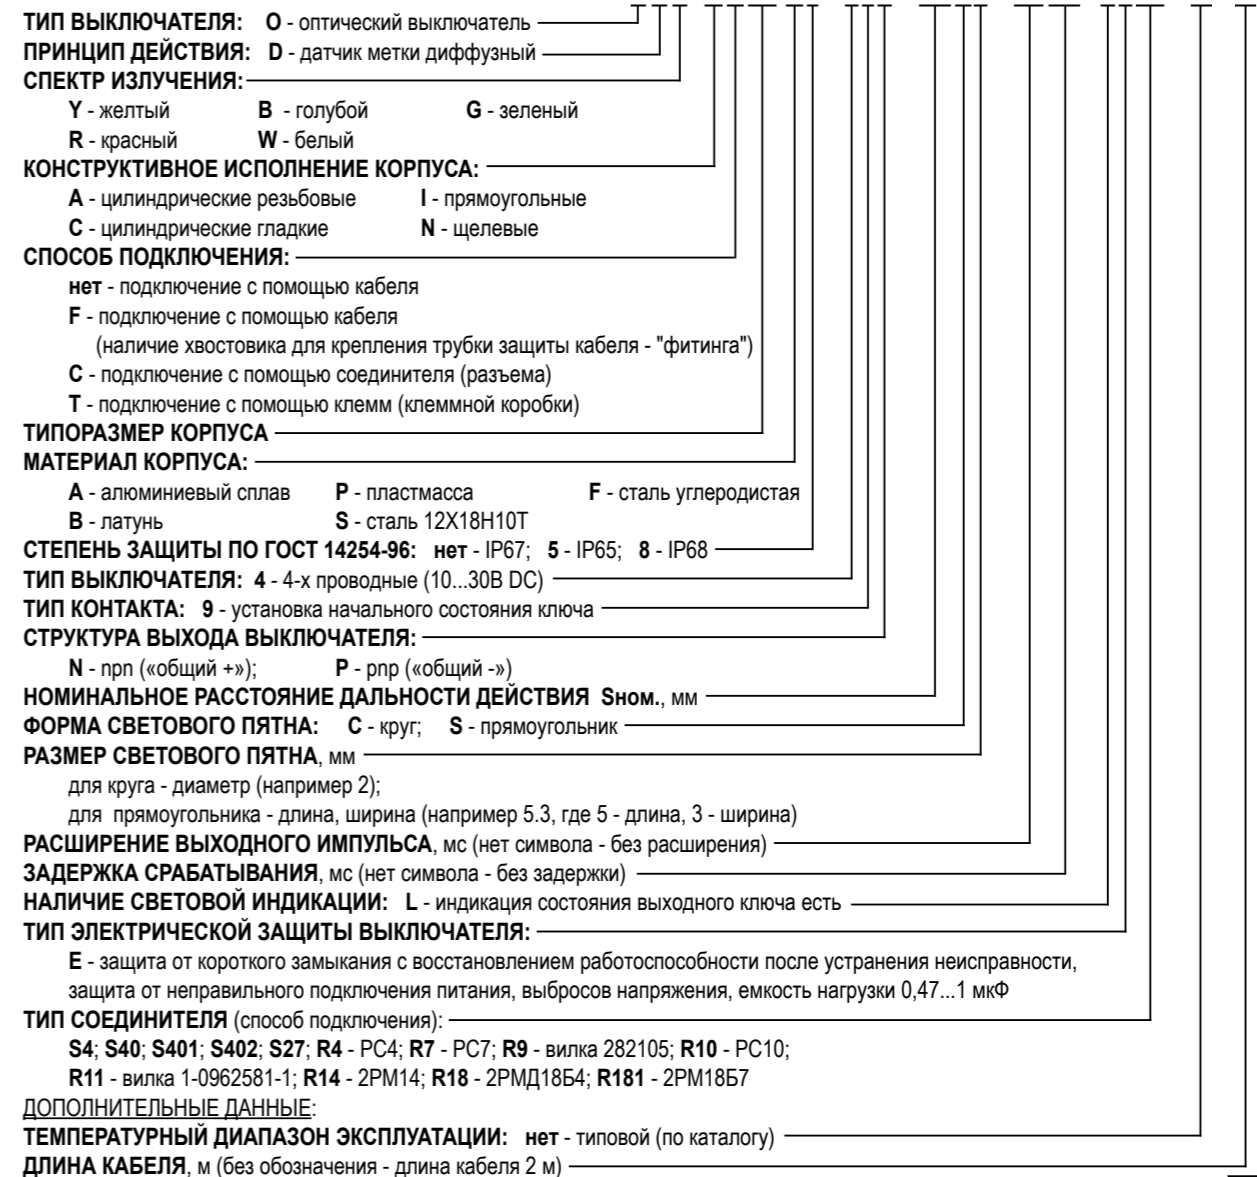 ТИП ВЫКЛЮЧАТЕЛЯ: O - оптический выключатель
ПРИНЦИП ДЕЙСТВИЯ: D - датчик метки диффузный
СПЕКТР ИЗЛУЧЕНИЯ:
Y - желтый B - голубой G - зеленый
R - красный W - белый
КОНСТРУКТИВНОЕ ИСПОЛНЕНИЕ КОРПУСА:
A - цилиндрические резьбовые I - прямоугольные
C - цилиндрические гладкие N - щелевые
СПОСОБ ПОДКЛЮЧЕНИЯ:
нет - подключение с помощью кабеля
F - подключение с помощью кабеля
(наличие хвостовика для крепления трубки защиты кабеля - "фитинга")
C - подключение с помощью соединителя (разъема)
T - подключение с помощью клемм (клеммной коробки)
ТИПОРАЗМЕР КОРПУСА
МАТЕРИАЛ КОРПУСА:
A - алюминиевый сплав P - пластмасса F - сталь углеродистая
B - латунь S - сталь 12Х18Н10Т
СТЕПЕНЬ ЗАЩИТЫ ПО ГОСТ 14254-96: нет - IP67; 5 - IP65; 8 - IP68
ТИП ВЫКЛЮЧАТЕЛЯ: 4 - 4-х проводные (10...30В DC)
ТИП КОНТАКТА: 9 - установка начального состояния ключа
СТРУКТУРА ВЫХОДА ВЫКЛЮЧАТЕЛЯ:
N - npn («общий +»); P - pnp («общий -»)
НОМИНАЛЬНОЕ РАССТОЯНИЕ ДАЛЬНОСТИ ДЕЙСТВИЯ Sном., мм
ФОРМА СВЕТОВОГО ПЯТНА: C - круг; S - прямоугольник
РАЗМЕР СВЕТОВОГО ПЯТНА, мм
для круга - диаметр (например 2);
для прямоугольника - длина, ширина (например 5.3, где 5 - длина, 3 - ширина)
РАСШИРЕНИЕ ВЫХОДНОГО ИМПУЛЬСА, мс (нет символа - без расширения)
ЗАДЕРЖКА СРАБАТЫВАНИЯ, мс (нет символа - без задержки)
НАЛИЧИЕ СВЕТОВОЙ ИНДИКАЦИИ: L - индикация состояния выходного ключа есть
ТИП ЭЛЕКТРИЧЕСКОЙ ЗАЩИТЫ ВЫКЛЮЧАТЕЛЯ:
E - защита от короткого замыкания с восстановлением работоспособности после устранения неисправности,
защита от неправильного подключения питания, выбросов напряжения, емкость нагрузки 0,47...1 мкФ
ТИП СОЕДИНИТЕЛЯ (способ подключения):
S4; S40; S401; S402; S27; R4 - РС4; R7 - РС7; R9 - вилка 282105; R10 - РС10;
R11 - вилка 1-0962581-1; R14 - 2РМ14; R18 - 2РМД18Б4; R181 - 2РМ18Б7
ДОПОЛНИТЕЛЬНЫЕ ДАННЫЕ:
ТЕМПЕРАТУРНЫЙ ДИАПАЗОН ЭКСПЛУАТАЦИИ: нет - типовой (по каталогу)
ДЛИНА КАБЕЛЯ, м (без обозначения - длина кабеля 2 м)